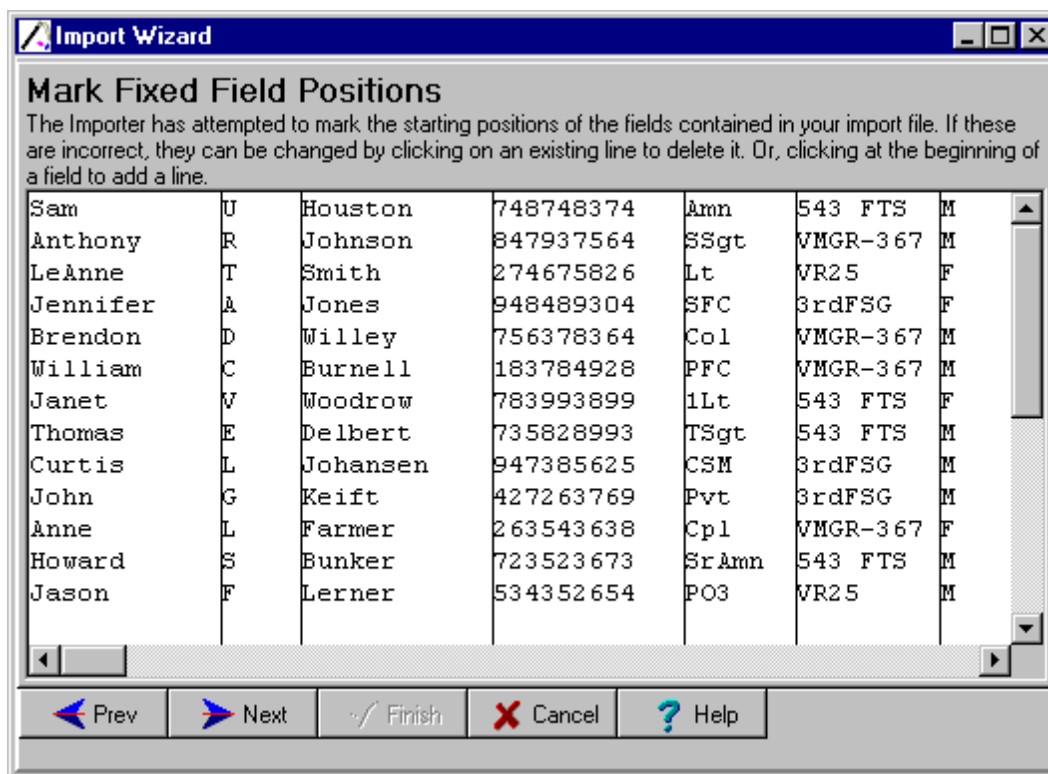 Import Wizard
Mark Fixed Field Positions
The Importer has attempted to mark the starting positions of the fields contained in your import file. If these
are incorrect, they can be changed by clicking on an existing line to delete it. Or, clicking at the beginning of
a field to add a line.
Sam U Houston 748748374 Amn 543 FTS M
Anthony R Johnson 847937564 SSgt VMGR-367 M
LeAnne T Smith 274675826 Lt VR25 F
Jennifer A Jones 948489304 SFC 3rdFSG F
Brendon D Willey 756378364 Col VMGR-367 M
William C Burnell 183784928 PFC VMGR-367 M
Janet V Woodrow 783993899 1Lt 543 FTS F
Thomas E Delbert 735828993 TSgt 543 FTS M
Curtis L Johansen 947385625 CSM 3rdFSG M
John G Keift 427263769 Pvt 3rdFSG M
Anne L Farmer 263543638 Cpl VMGR-367 F
Howard S Bunker 723523673 SrAmn 543 FTS M
Jason F Lerner 534352654 PO3 VR25 M
Prev Next Finish Cancel Help